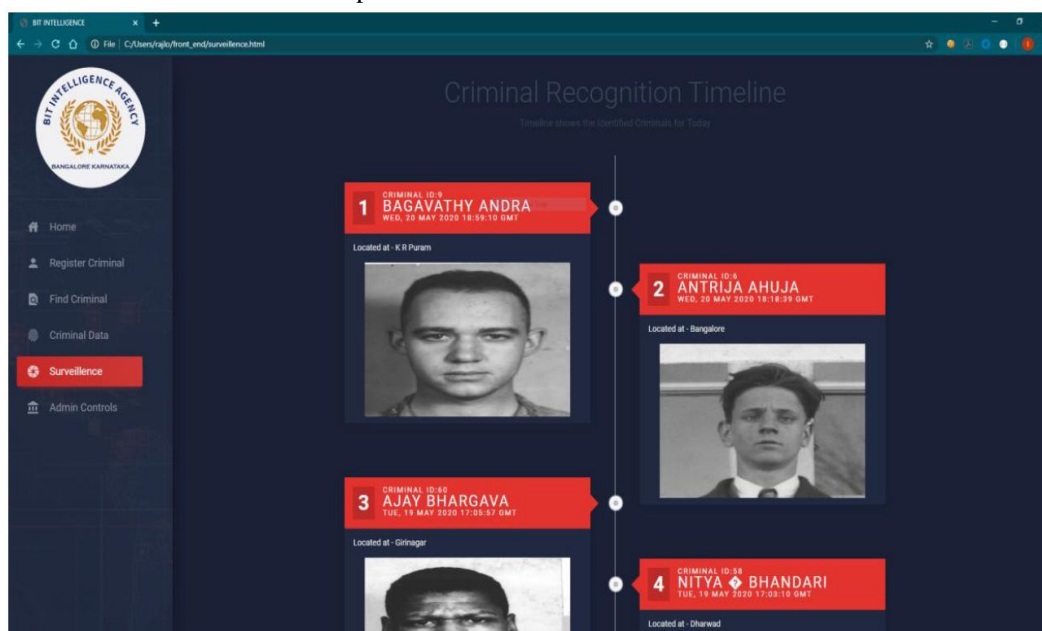 BIT INTELLIGENCE
File | C:/Users/rajlo/front_end/surveillence.html
BIT INTELLIGENCE AGENCY
BANGALORE KARNATAKA
Home
Register Criminal
Find Criminal
Criminal Data
Surveillence
Admin Controls
Criminal Recognition Timeline
Timeline shows the identified Criminals for Today
1
CRIMINAL ID:9
BAGAVATHY ANDRA
WED, 20 MAY 2020 18:59:10 GMT
Located at - K R Puram
2
CRIMINAL ID:6
ANTRIJA AHUJA
WED, 20 MAY 2020 18:18:39 GMT
Located at - Bangalore
3
CRIMINAL ID:60
AJAY BHARGAVA
TUE, 19 MAY 2020 17:05:57 GMT
Located at - Girinagar
4
CRIMINAL ID:58
NITYA � BHANDARI
TUE, 19 MAY 2020 17:03:10 GMT
Located at - Dharwad